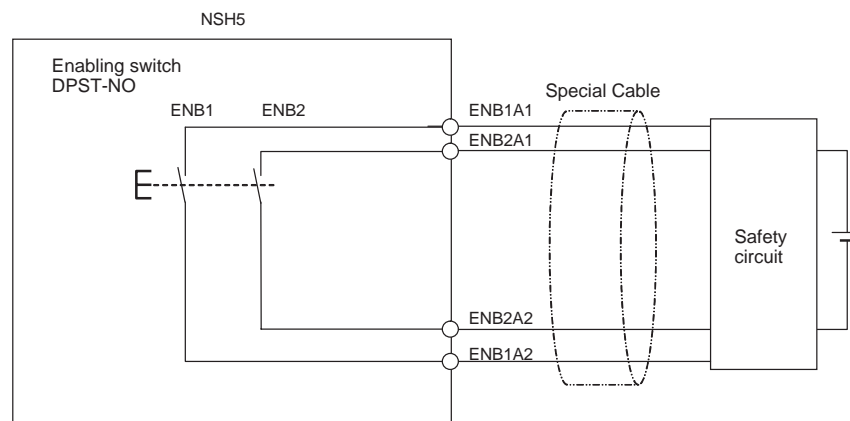 NSH5
Enabling switch
DPST-NO
ENB1
ENB2
Special Cable
ENB1A1
ENB2A1
Safety
circuit
ENB2A2
ENB1A2